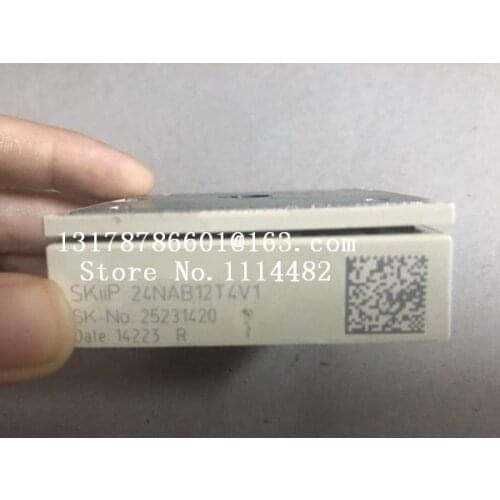 13178786601@163.com
Store No.1114482
SKiiP 24NAB12T4V1
SK-No. 25231420
Date: 14223 R